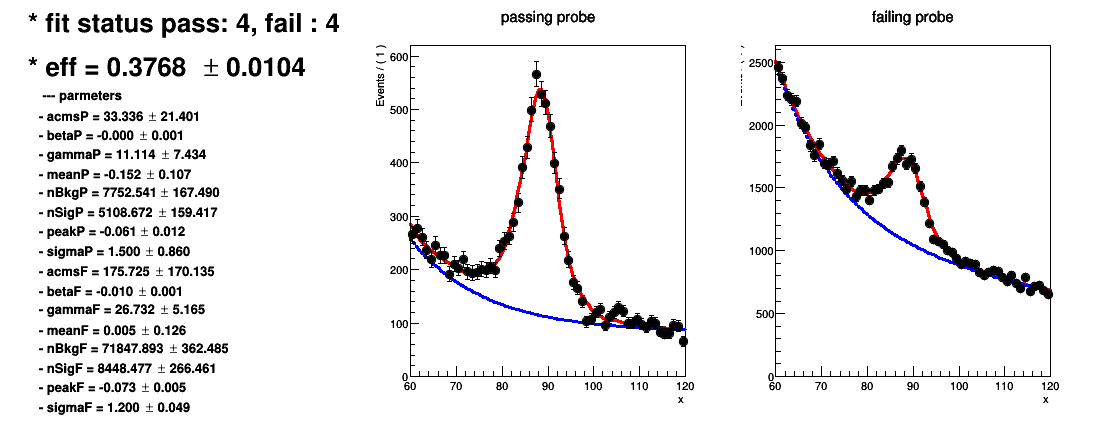 * fit status pass: 4, fail : 4
* eff = 0.3768 ± 0.0104
--- parmeters
- acmsP = 33.336 ± 21.401
- betaP = -0.000 ± 0.001
- gammaP = 11.114 ± 7.434
- meanP = -0.152 ± 0.107
- nBkgP = 7752.541 ± 167.490
- nSigP = 5108.672 ± 159.417
- peakP = -0.061 ± 0.012
- sigmaP = 1.500 ± 0.860
- acmsF = 175.725 ± 170.135
- betaF = -0.010 ± 0.001
- gammaF = 26.732 ± 5.165
- meanF = 0.005 ± 0.126
- nBkgF = 71847.893 ± 362.485
- nSigF = 8448.477 ± 266.461
- peakF = -0.073 ± 0.005
- sigmaF = 1.200 ± 0.049
passing probe
Events / ( 1 )
600
500
400
300
200
100
0
60 70 80 90 100 110 120
x
failing probe
2500
2000
1500
1000
500
0
60 70 80 90 100 110 120
x